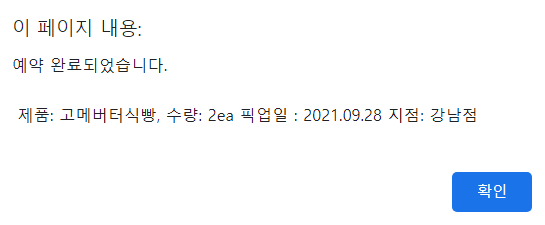 이 페이지 내용:
예약 완료되었습니다.
제품: 고메버터식빵, 수량: 2ea 픽업일 : 2021.09.28 지점: 강남점
확인